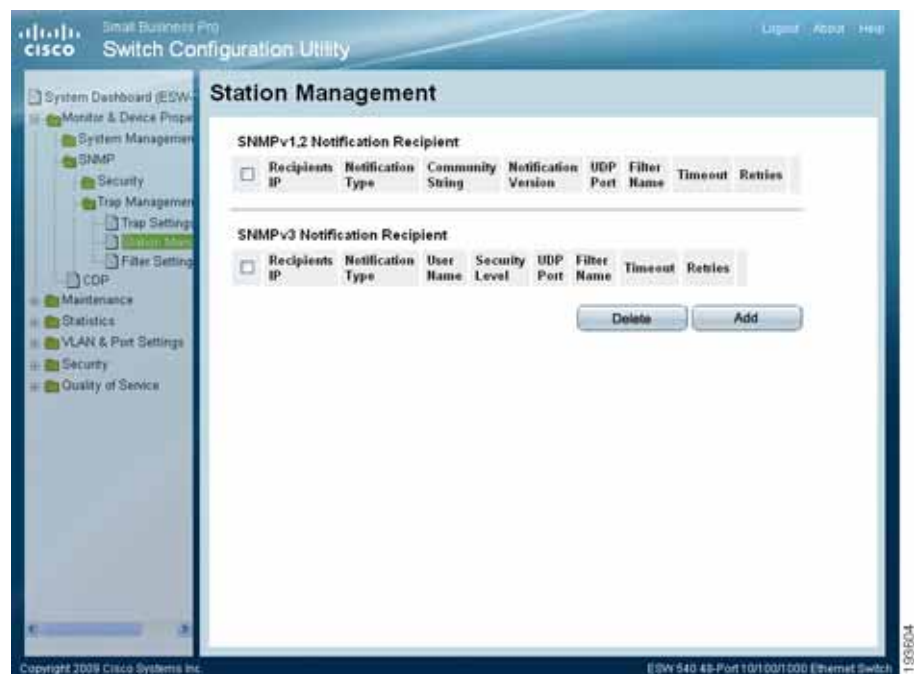 Small Business Pro
CISCO Switch Configuration Utility
Logout About Help
System Dashboard (ESW-
Monitor & Device Prope
System Managemen
SNMP
Security
Trap Managemen
Trap Settings
Station Man
Filter Setting
CDP
Maintenance
Statistics
VLAN & Port Settings
Security
Quality of Service
Station Management
SNMPv1,2 Notification Recipient
Recipients IP Notification Type Community String Notification Version UDP Port Filter Name Timeout Retries
SNMPv3 Notification Recipient
Recipients IP Notification Type User Name Security Level UDP Port Filter Name Timeout Retries
Delete Add
Copyright 2009 Cisco Systems Inc.
ESW 540 48-Port 10/100/1000 Ethernet Switch
193604